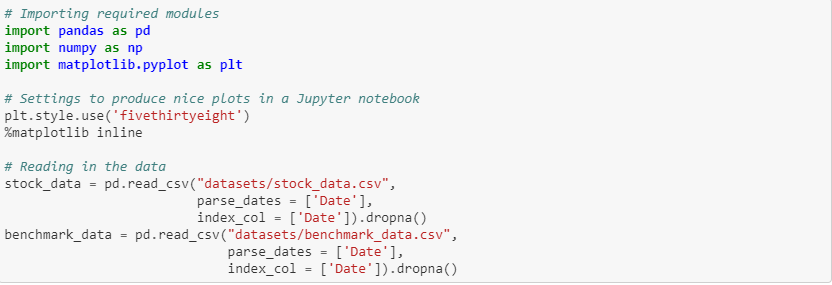 # Importing required modules
import pandas as pd
import numpy as np
import matplotlib.pyplot as plt
# Settings to produce nice plots in a Jupyter notebook
plt.style.use('fivethirtyeight')
%matplotlib inline
# Reading in the data
stock_data = pd.read_csv("datasets/stock_data.csv",
parse_dates = ['Date'],
index_col = ['Date']).dropna()
benchmark_data = pd.read_csv("datasets/benchmark_data.csv",
parse_dates = ['Date'],
index_col = ['Date']).dropna()